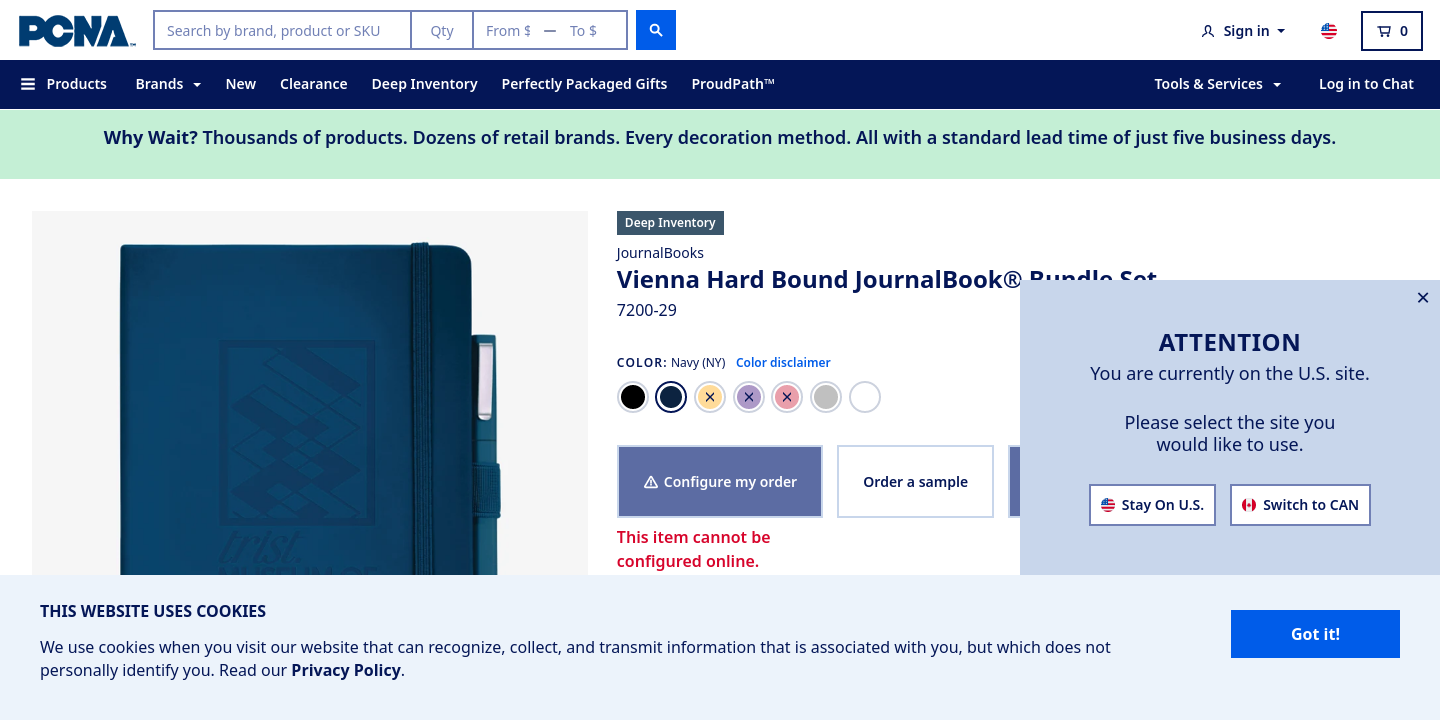 PCNA
Search by brand, product or SKU
Qty
From $ — To $
Sign in
0
Products
Brands
New
Clearance
Deep Inventory
Perfectly Packaged Gifts
ProudPath™
Tools & Services
Log in to Chat
Why Wait? Thousands of products. Dozens of retail brands. Every decoration method. All with a standard lead time of just five business days.
Deep Inventory
JournalBooks
Vienna Hard Bound JournalBook® Bundle Set
7200-29
COLOR: Navy (NY) Color disclaimer
Configure my order
Order a sample
This item cannot be
configured online.
trist.
MUSEUM OF
ATTENTION
You are currently on the U.S. site.
Please select the site you
would like to use.
Stay On U.S.
Switch to CAN
THIS WEBSITE USES COOKIES
We use cookies when you visit our website that can recognize, collect, and transmit information that is associated with you, but which does not
personally identify you. Read our Privacy Policy.
Got it!